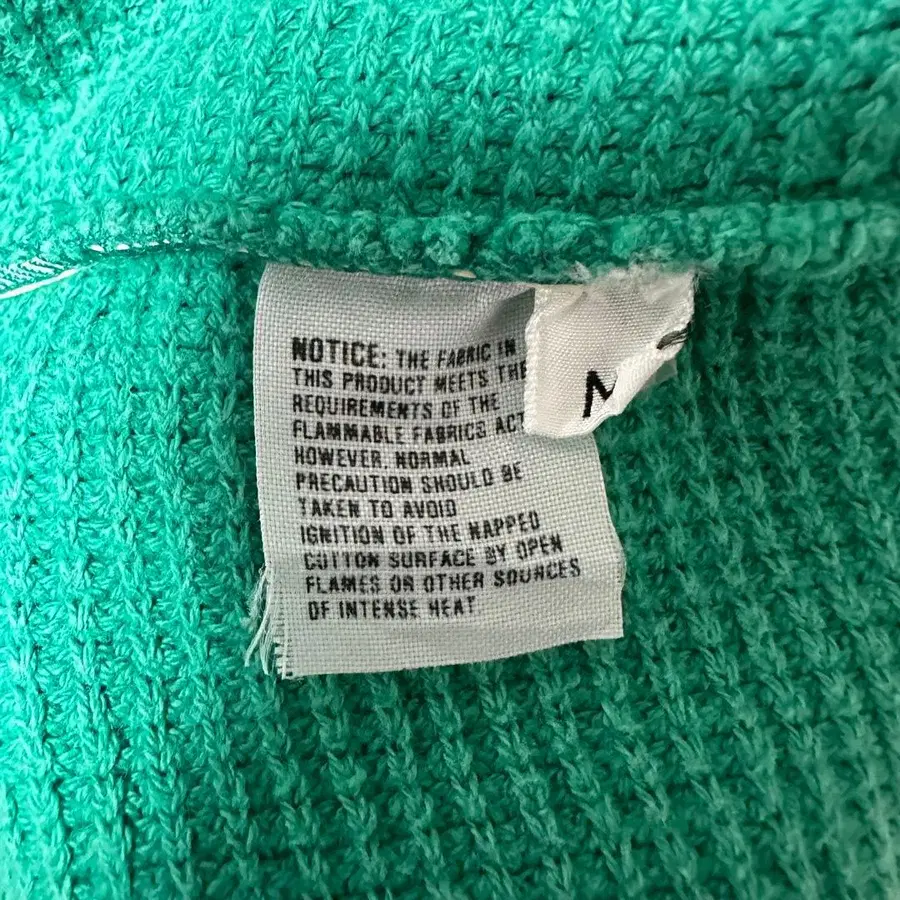 NOTICE: THE FABRIC IN
THIS PRODUCT MEETS THE
REQUIREMENTS OF THE
FLAMMABLE FABRICS ACT
HOWEVER, NORMAL
PRECAUTION SHOULD BE
TAKEN TO AVOID
IGNITION OF THE NAPPED
COTTON SURFACE BY OPEN
FLAMES OR OTHER SOURCES
OF INTENSE HEAT
M